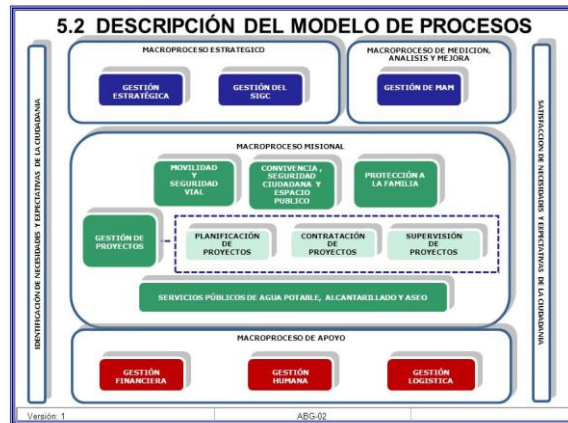 5.2 DESCRIPCIÓN DEL MODELO DE PROCESOS
IDENTIFICACIÓN DE NECESIDADES Y EXPECTATIVAS DE LA CIUDADANIA
MACROPROCESO ESTRATEGICO
GESTIÓN
ESTRATÉGICA
GESTIÓN DEL
SIGC
MACROPROCESO DE MEDICION,
ANALISIS Y MEJORA
GESTIÓN DE MAM
MACROPROCESO MISIONAL
MOVILIDAD
Y
SEGURIDAD
VIAL
CONVIVENCIA,
SEGURIDAD
CIUDADANA Y
ESPACIO
PUBLICO
PROTECCIÓN A
LA FAMILIA
GESTIÓN DE
PROYECTOS
PLANIFICACIÓN
DE
PROYECTOS
CONTRATACIÓN
DE
PROYECTOS
SUPERVISIÓN
DE
PROYECTOS
SERVICIOS PÚBLICOS DE AGUA POTABLE, ALCANTARILLADO Y ASEO
MACROPROCESO DE APOYO
GESTIÓN
FINANCIERA
GESTIÓN
HUMANA
GESTIÓN
LOGISTICA
SATISFACCION DE NECESIDADES Y EXPECTATIVAS DE LA CIUDADANIA
Versión: 1
ABG-02